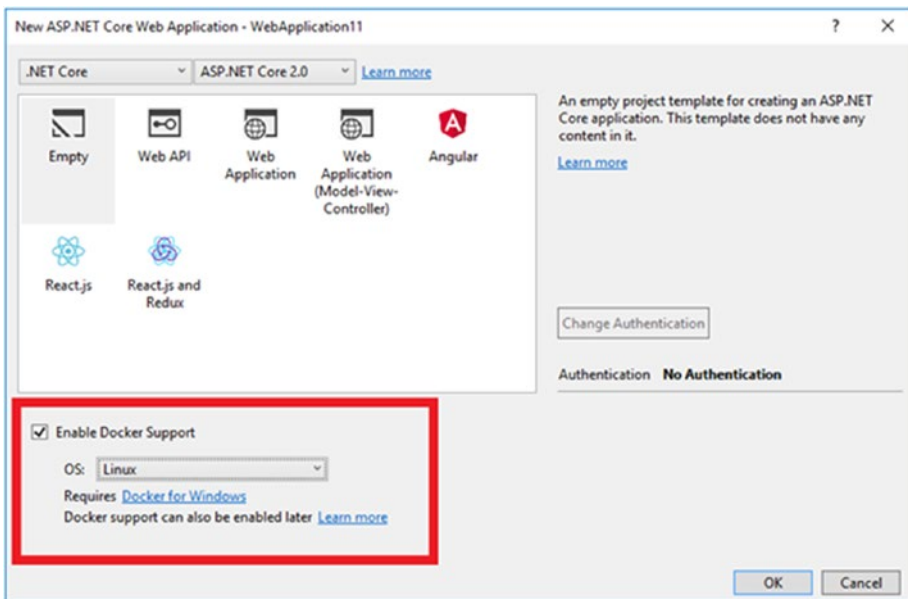 New ASP.NET Core Web Application - WebApplication11
? X
.NET Core
ASP.NET Core 2.0
Learn more
Empty
Web API
Web
Application
Web
Application
(Model-View-
Controller)
Angular
React.js
React.js and
Redux
An empty project template for creating an ASP.NET
Core application. This template does not have any
content in it.
Learn more
Change Authentication
Authentication No Authentication
Enable Docker Support
OS: Linux
Requires Docker for Windows
Docker support can also be enabled later Learn more
OK
Cancel